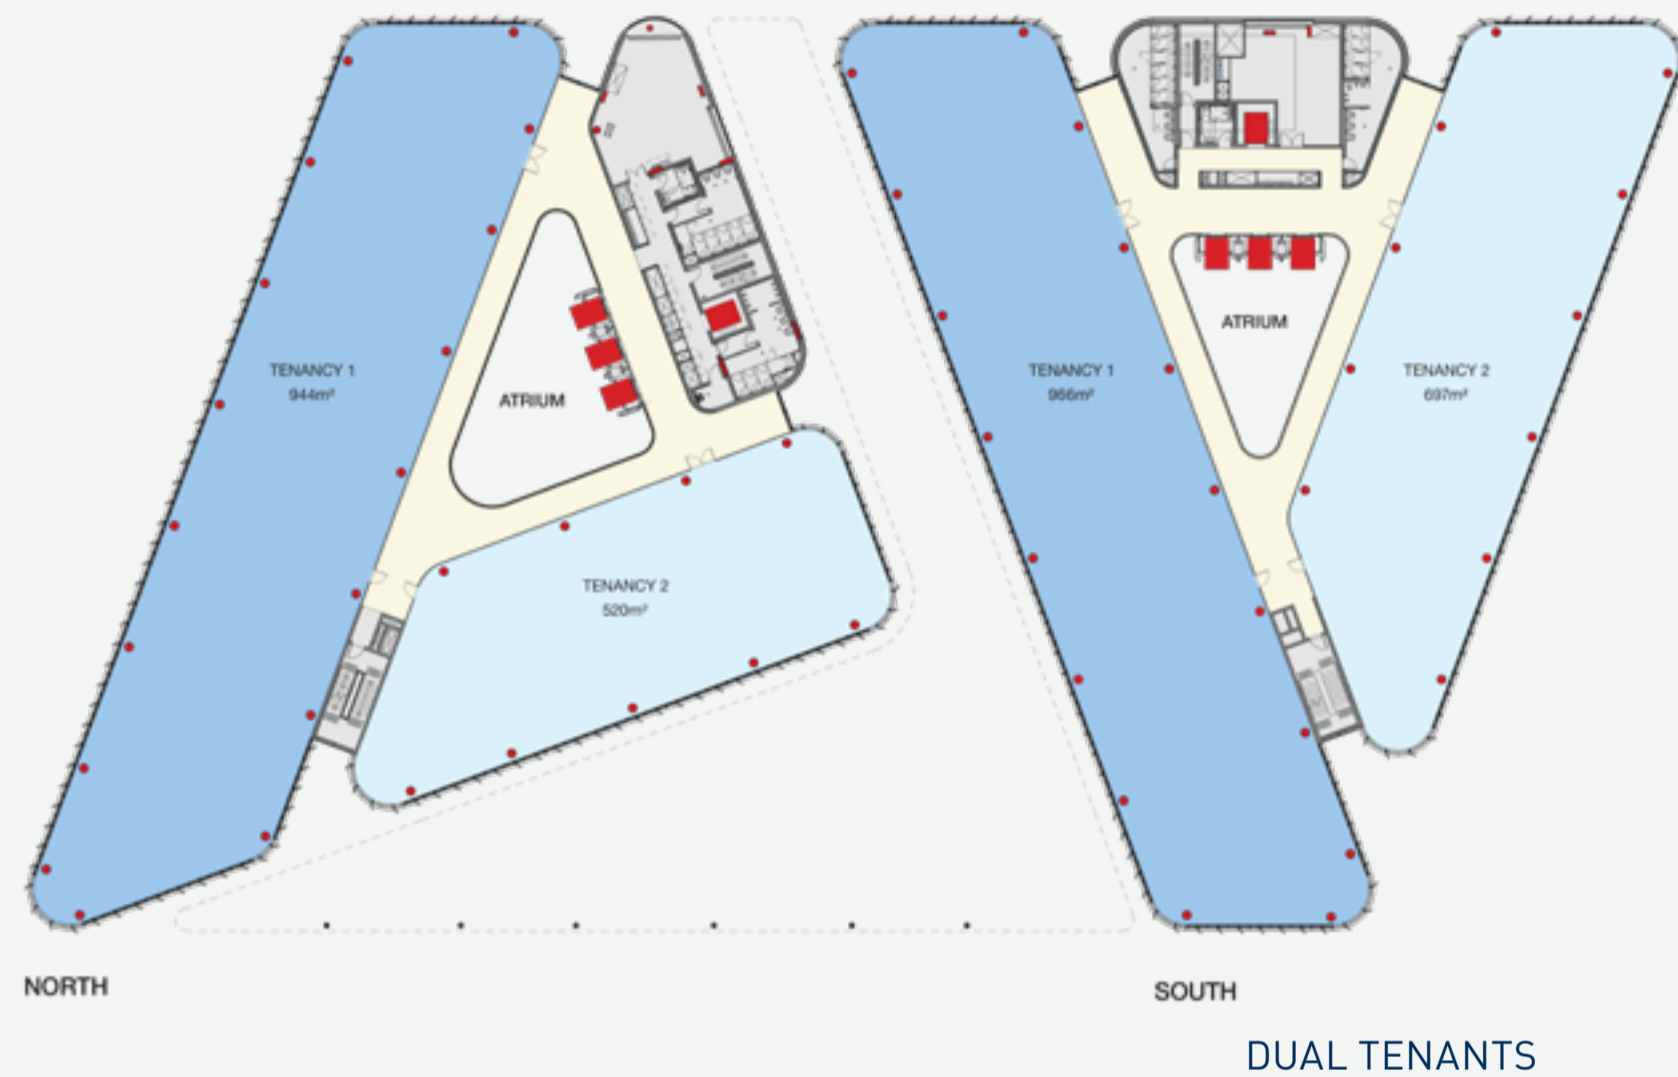 TENANCY 1
944m²
ATRIUM
TENANCY 2
520m²
TENANCY 1
966m²
ATRIUM
TENANCY 2
697m²
NORTH
SOUTH
DUAL TENANTS